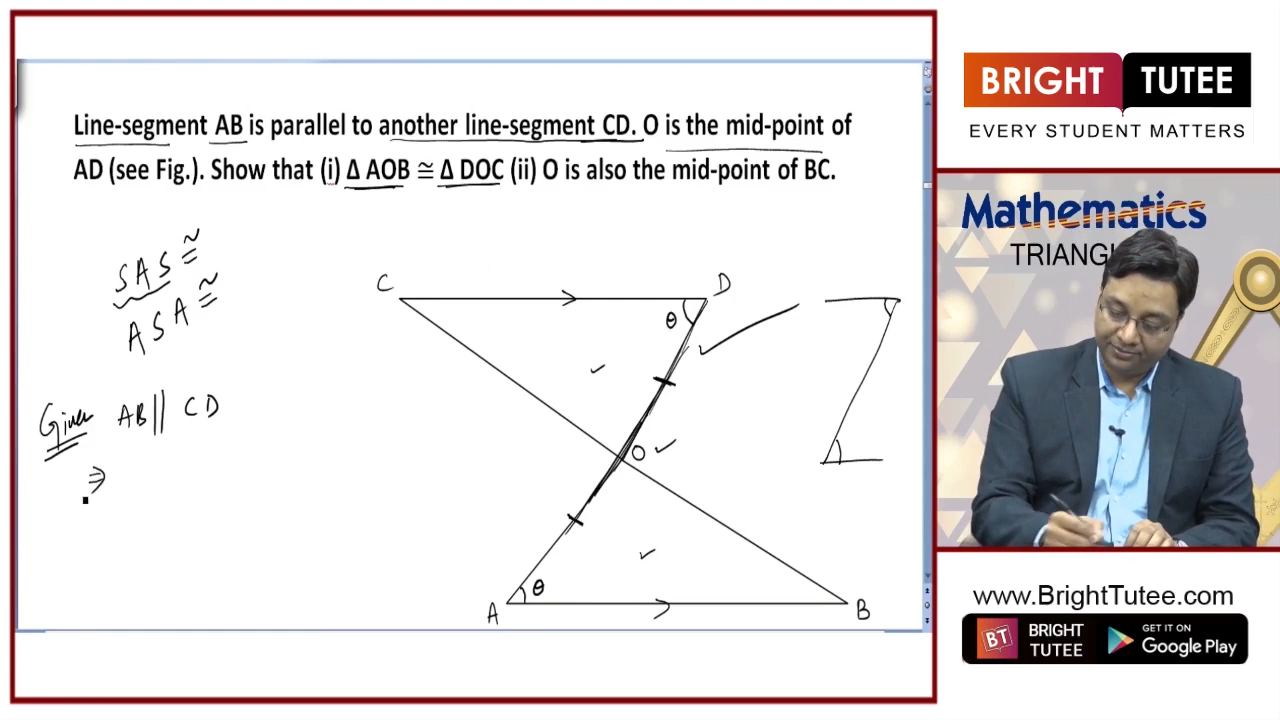 Line-segment AB is parallel to another line-segment CD. O is the mid-point of
AD (see Fig.). Show that (i) Δ AOB ≅ Δ DOC (ii) O is also the mid-point of BC.
SAS ≅
ASA ≅
Given AB || CD
⇒
C
D
θ
O
θ
A
B
BRIGHT TUTEE
EVERY STUDENT MATTERS
Mathematics
TRIANGL
www.BrightTutee.com
BT
BRIGHT
TUTEE
GET IT ON
Google Play